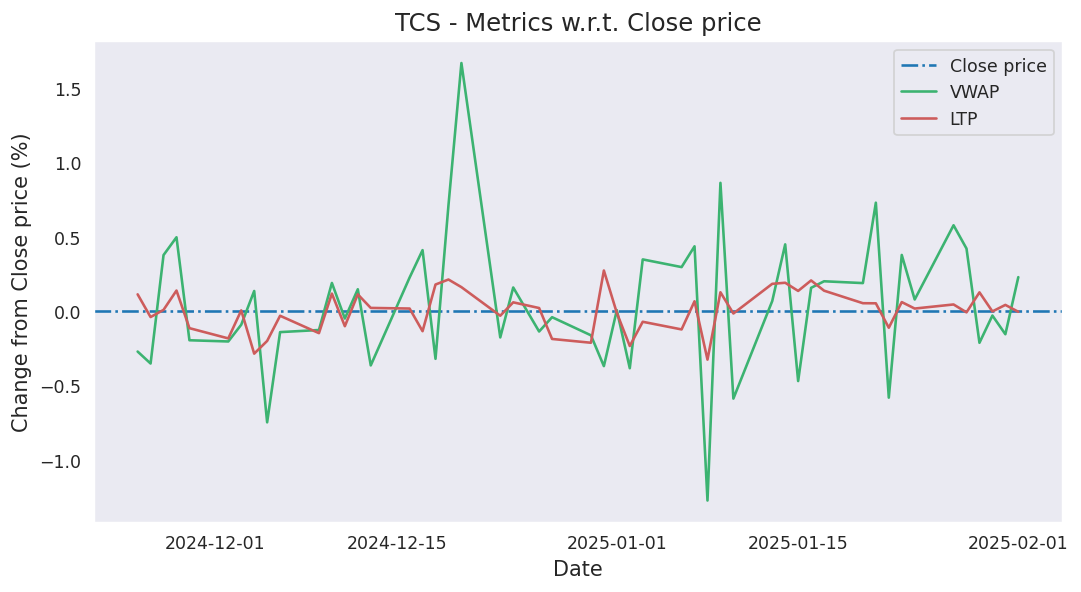 TCS - Metrics w.r.t. Close price
Close price
VWAP
LTP
Change from Close price (%)
1.5
1.0
0.5
0.0
−0.5
−1.0
2024-12-01 2024-12-15 2025-01-01 2025-01-15 2025-02-01
Date